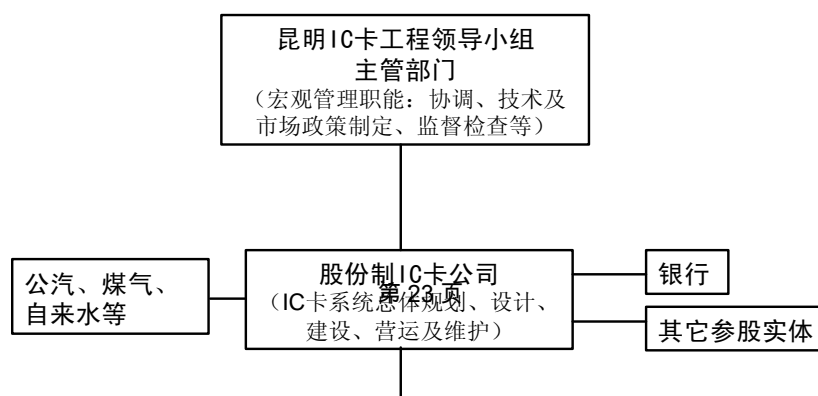 昆明IC卡工程领导小组
主管部门
（宏观管理职能：协调、技术及
市场政策制定、监督检查等）
公汽、煤气、
自来水等
股份制IC卡公司
第 23 页
（IC卡系统总体规划、设计、
建设、营运及维护）
银行
其它参股实体